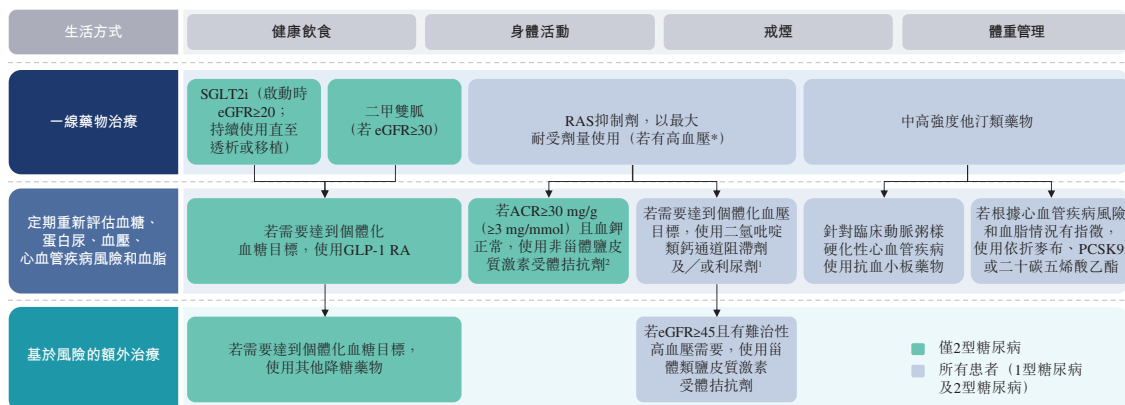 生活方式
健康飲食
身體活動
戒煙
體重管理
一線藥物治療
SGLT2i（啟動時
eGFR≥20；
持續使用直至
透析或移植）
二甲雙胍
（若 eGFR≥30）
RAS抑制劑，以最大
耐受劑量使用（若有高血壓*）
中高強度他汀類藥物
定期重新評估血糖、
蛋白尿、血壓、
心血管疾病風險和血脂
若需要達到個體化
血糖目標，使用GLP-1 RA
若ACR≥30 mg/g
（≥3 mg/mmol）且血鉀
正常，使用非甾體鹽皮
質激素受體拮抗劑²
若需要達到個體化血壓
目標，使用二氫吡啶
類鈣通道阻滯劑
及／或利尿劑¹
針對臨床動脈粥樣
硬化性心血管疾病
使用抗血小板藥物
若根據心血管疾病風險
和血脂情況有指徵，
使用依折麥布、PCSK9i
或二十碳五烯酸乙酯
基於風險的額外治療
若需要達到個體化血糖目標，
使用其他降糖藥物
若eGFR≥45且有難治性
高血壓需要，使用甾
體類鹽皮質激素
受體拮抗劑
僅2型糖尿病
所有患者（1型糖尿病
及2型糖尿病）